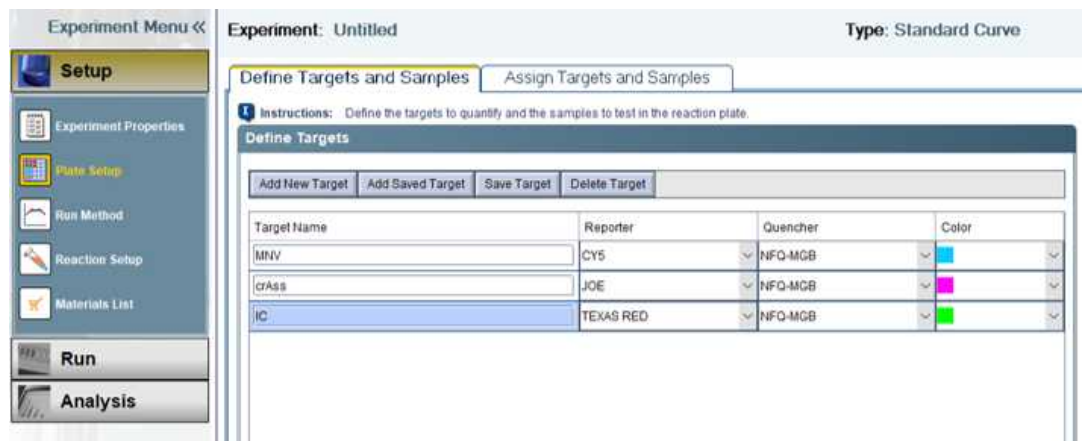 Experiment Menu «
Setup
Experiment Properties
Plate Setup
Run Method
Reaction Setup
Materials List
Run
Analysis
Experiment: Untitled
Type: Standard Curve
Define Targets and Samples
Assign Targets and Samples
Instructions: Define the targets to quantify and the samples to test in the reaction plate.
Define Targets
Add New Target Add Saved Target Save Target Delete Target
Target Name Reporter Quencher Color
MNV CY5 NFQ-MGB
crAss JOE NFQ-MGB
IC TEXAS RED NFQ-MGB